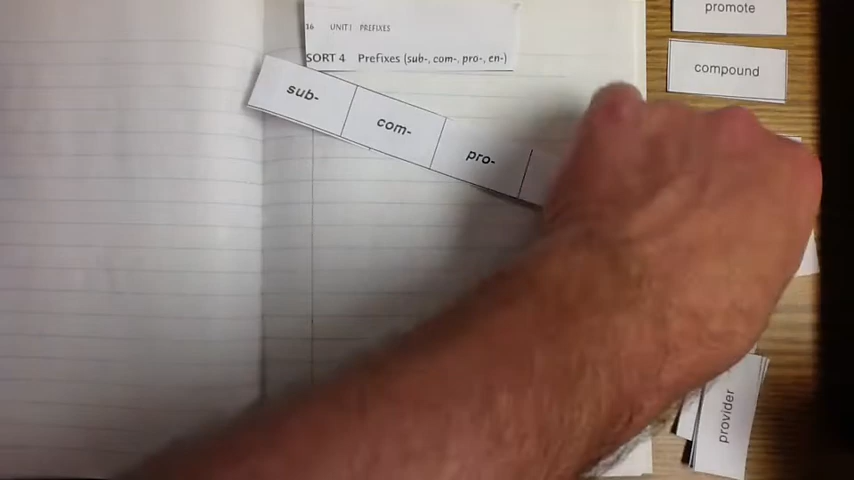 promote
16 UNIT I PREFIXES
SORT 4 Prefixes (sub-, com-, pro-, en-)
compound
sub-
com-
pro-
provider